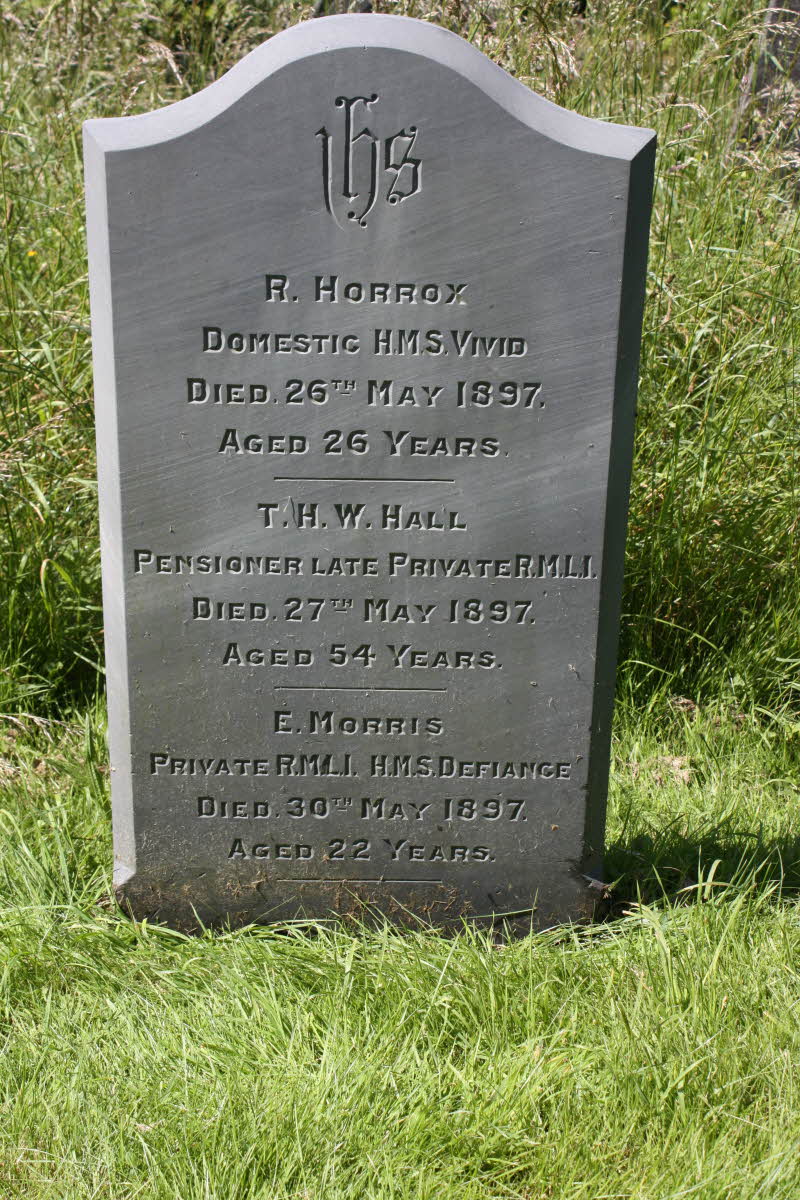 ihs
R. HORROX
DOMESTIC H.M.S. VIVID
DIED. 26TH MAY 1897.
AGED 26 YEARS.
T. H. W. HALL
PENSIONER LATE PRIVATE R.M.L.I.
DIED. 27TH MAY 1897.
AGED 54 YEARS.
E. MORRIS
PRIVATE R.M.L.I. H.M.S. DEFIANCE
DIED. 30TH MAY 1897.
AGED 22 YEARS.